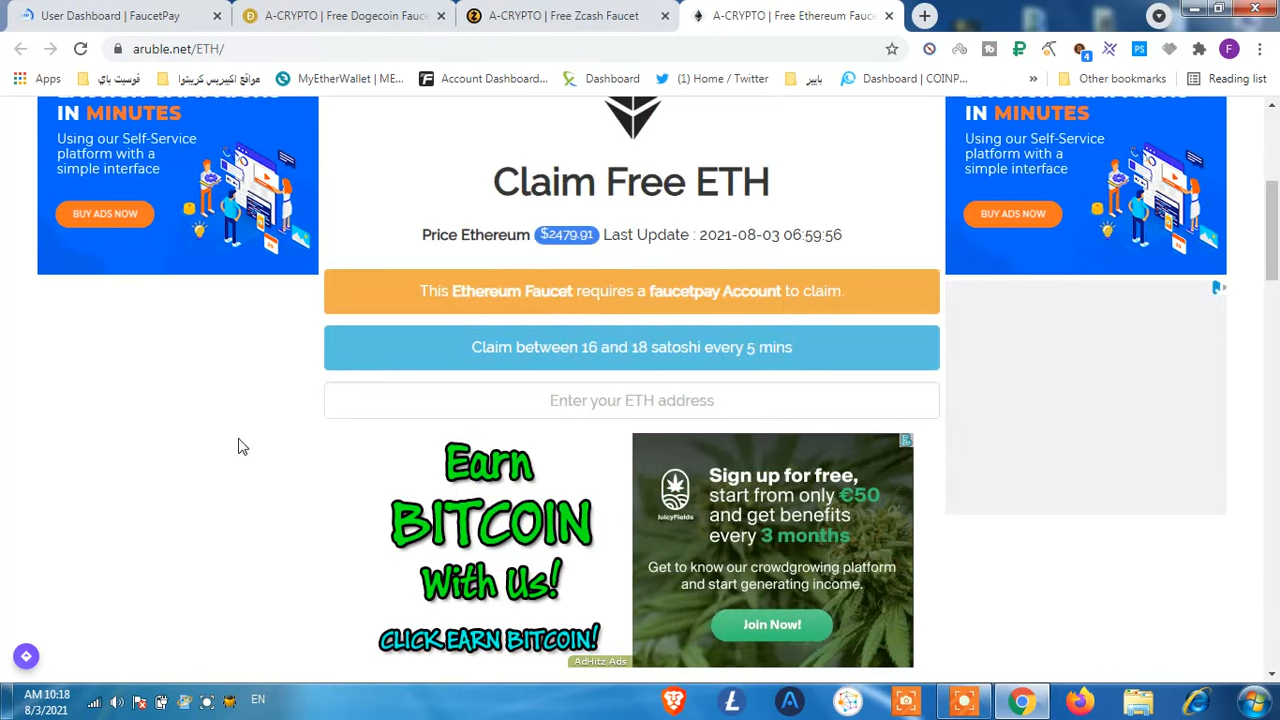 User Dashboard | FaucetPay
A-CRYPTO | Free Dogecoin Fauce
A-CRYPTO | Free Zcash Faucet
A-CRYPTO | Free Ethereum Fauce
aruble.net/ETH/
Apps
فوسيت باي
مواقع اكبيرس كريبتوا
MyEtherWallet | ME...
Account Dashboard...
Dashboard
(1) Home / Twitter
بايير
Dashboard | COINP...
Other bookmarks
Reading list
IN MINUTES
Using our Self-Service
platform with a
simple interface
BUY ADS NOW
IN MINUTES
Using our Self-Service
platform with a
simple interface
BUY ADS NOW
Claim Free ETH
Price Ethereum $2479.91 Last Update : 2021-08-03 06:59:56
This Ethereum Faucet requires a faucetpay Account to claim.
Claim between 16 and 18 satoshi every 5 mins
Enter your ETH address
Earn
BITCOIN
With Us!
CLICK EARN BITCOIN!
AdHitz Ads
JuicyFields
Sign up for free,
start from only €50
and get benefits
every 3 months
Get to know our crowdgrowing platform
and start generating income.
Join Now!
AM 10:18
8/3/2021
EN